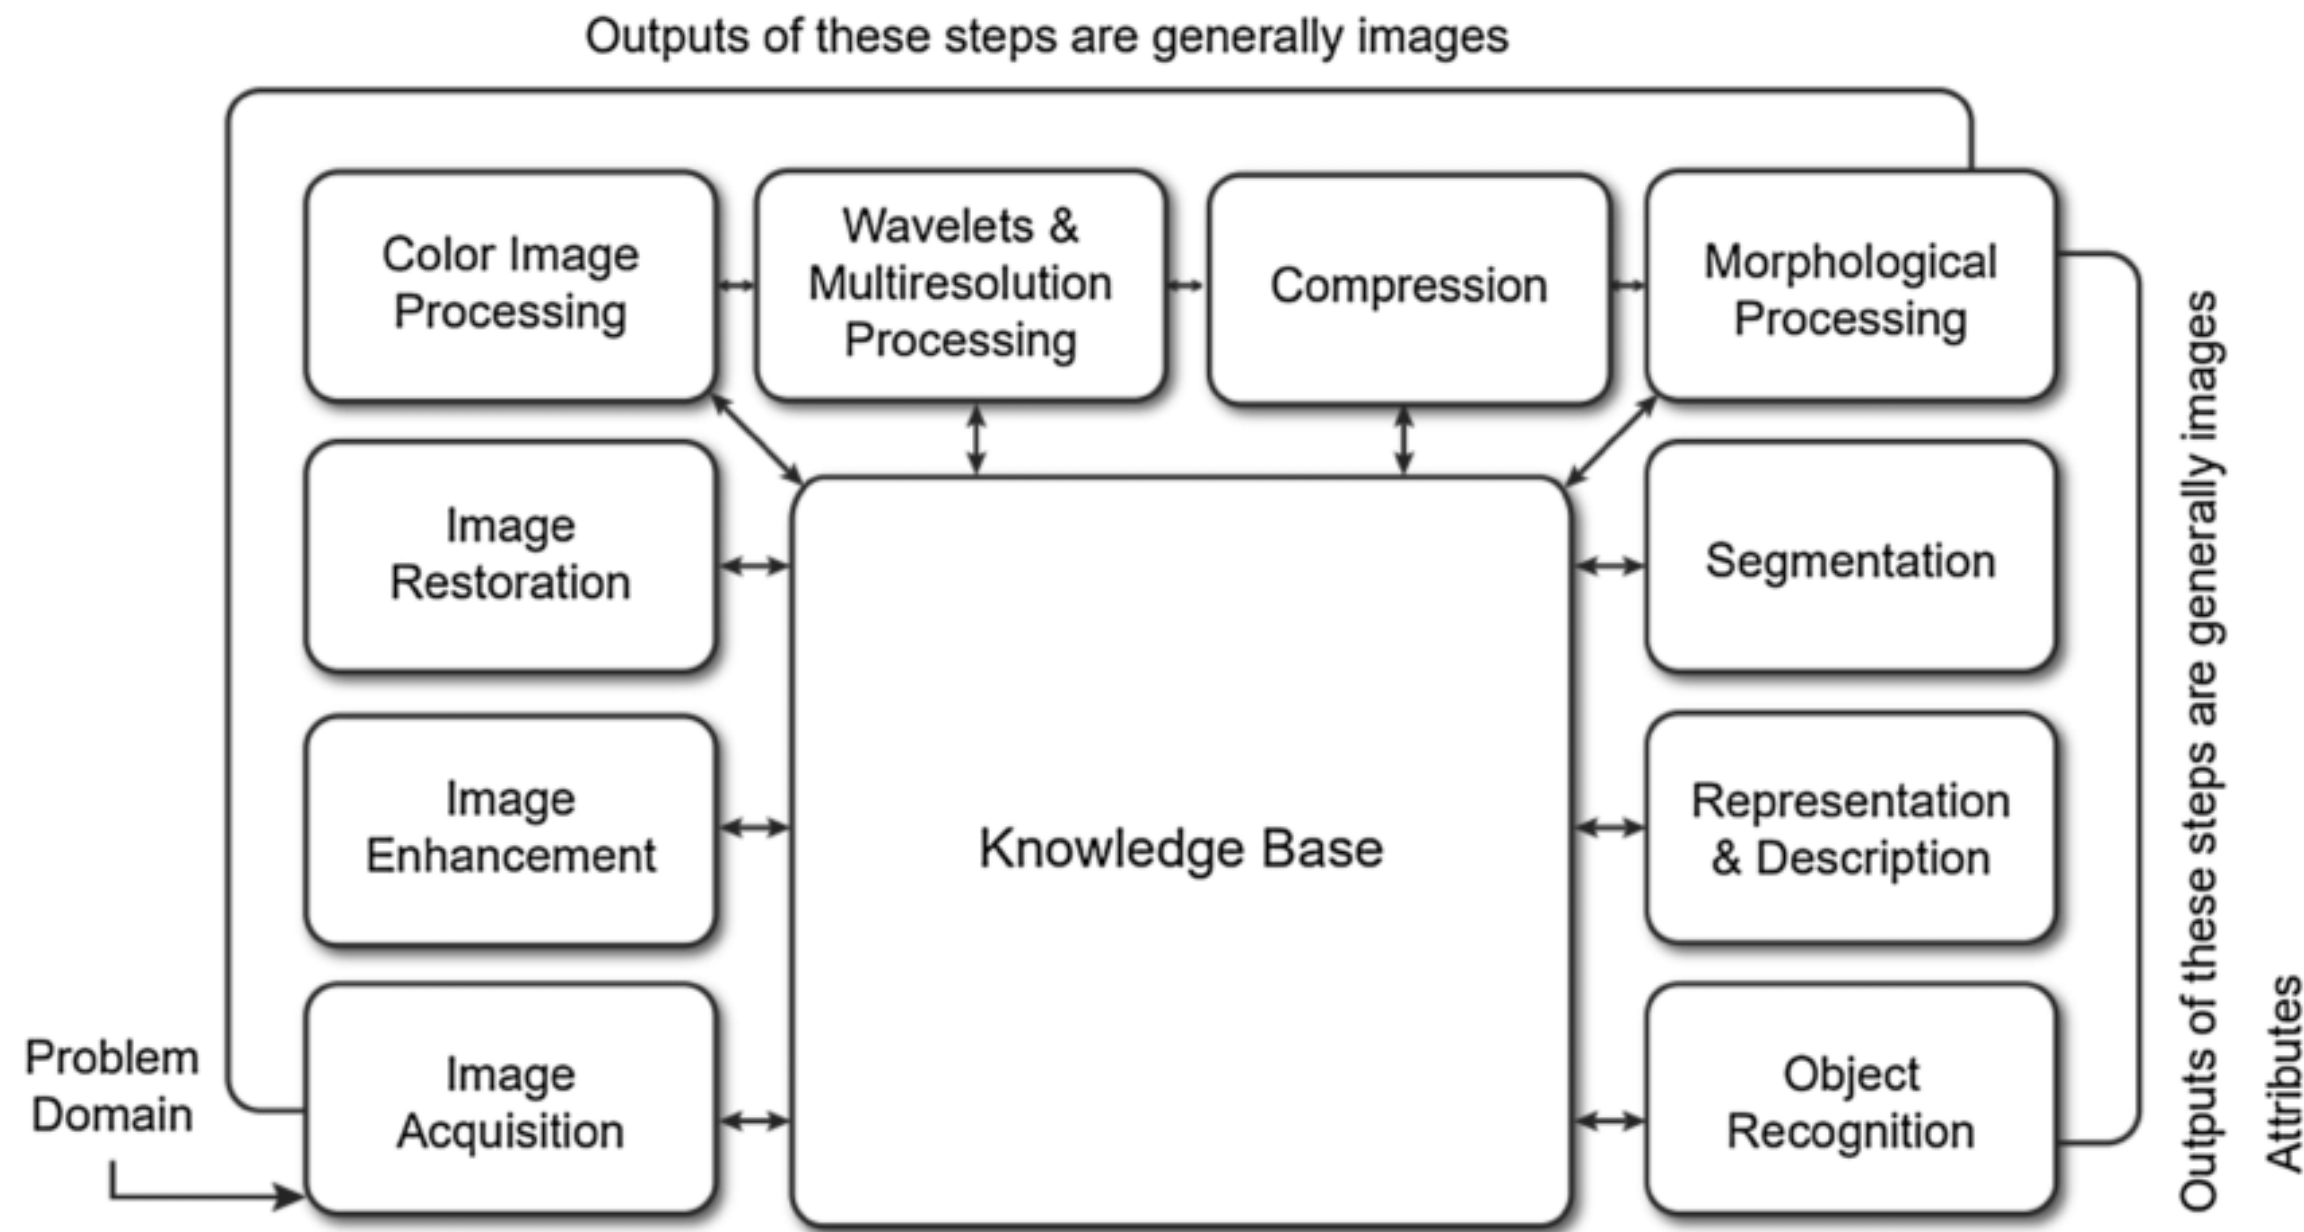 Outputs of these steps are generally images
Color Image
Processing
Wavelets &
Multiresolution
Processing
Compression
Morphological
Processing
Image
Restoration
Segmentation
Image
Enhancement
Knowledge Base
Representation
& Description
Problem
Domain
Image
Acquisition
Object
Recognition
Outputs of these steps are generally images
Attributes